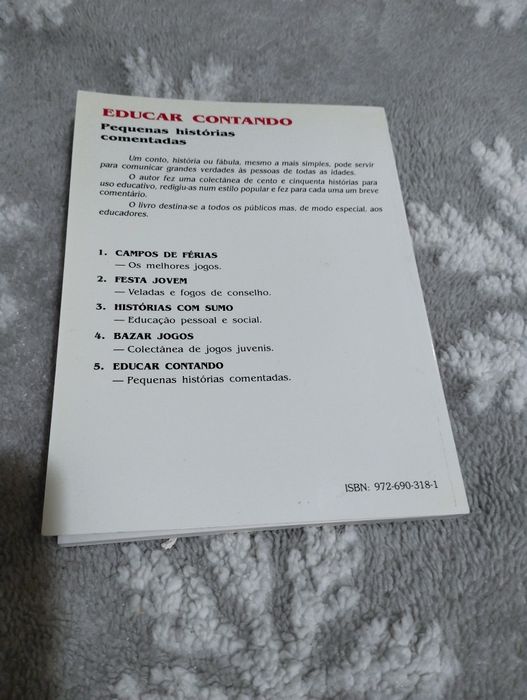 EDUCAR CONTANDO
Pequenas histórias
comentadas
Um conto, história ou fábula, mesmo a mais simples, pode servir
para comunicar grandes verdades às pessoas de todas as idades.
O autor fez uma colectânea de cento e cinquenta histórias para
uso educativo, redigiu-as num estilo popular e fez para cada uma um breve
comentário.
O livro destina-se a todos os públicos mas, de modo especial, aos
educadores.
1. CAMPOS DE FÉRIAS
— Os melhores jogos.
2. FESTA JOVEM
— Veladas e fogos de conselho.
3. HISTÓRIAS COM SUMO
— Educação pessoal e social.
4. BAZAR JOGOS
— Colectânea de jogos juvenis.
5. EDUCAR CONTANDO
— Pequenas histórias comentadas.
ISBN: 972-690-318-1